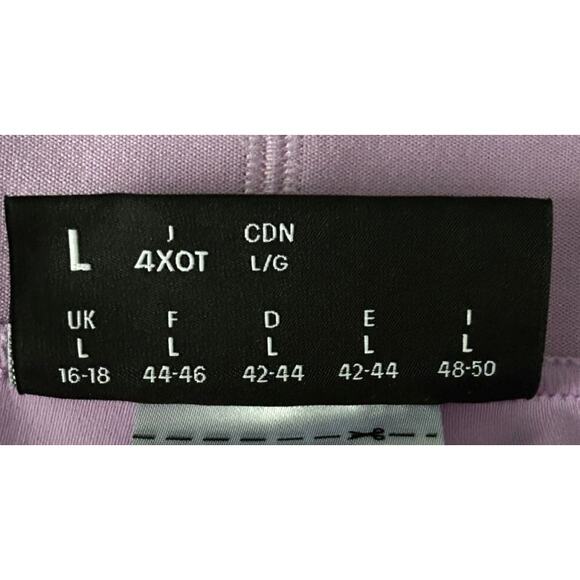 L J CDN
4XOT L/G
UK F D E I
L L L L L
16-18 44-46 42-44 42-44 48-50